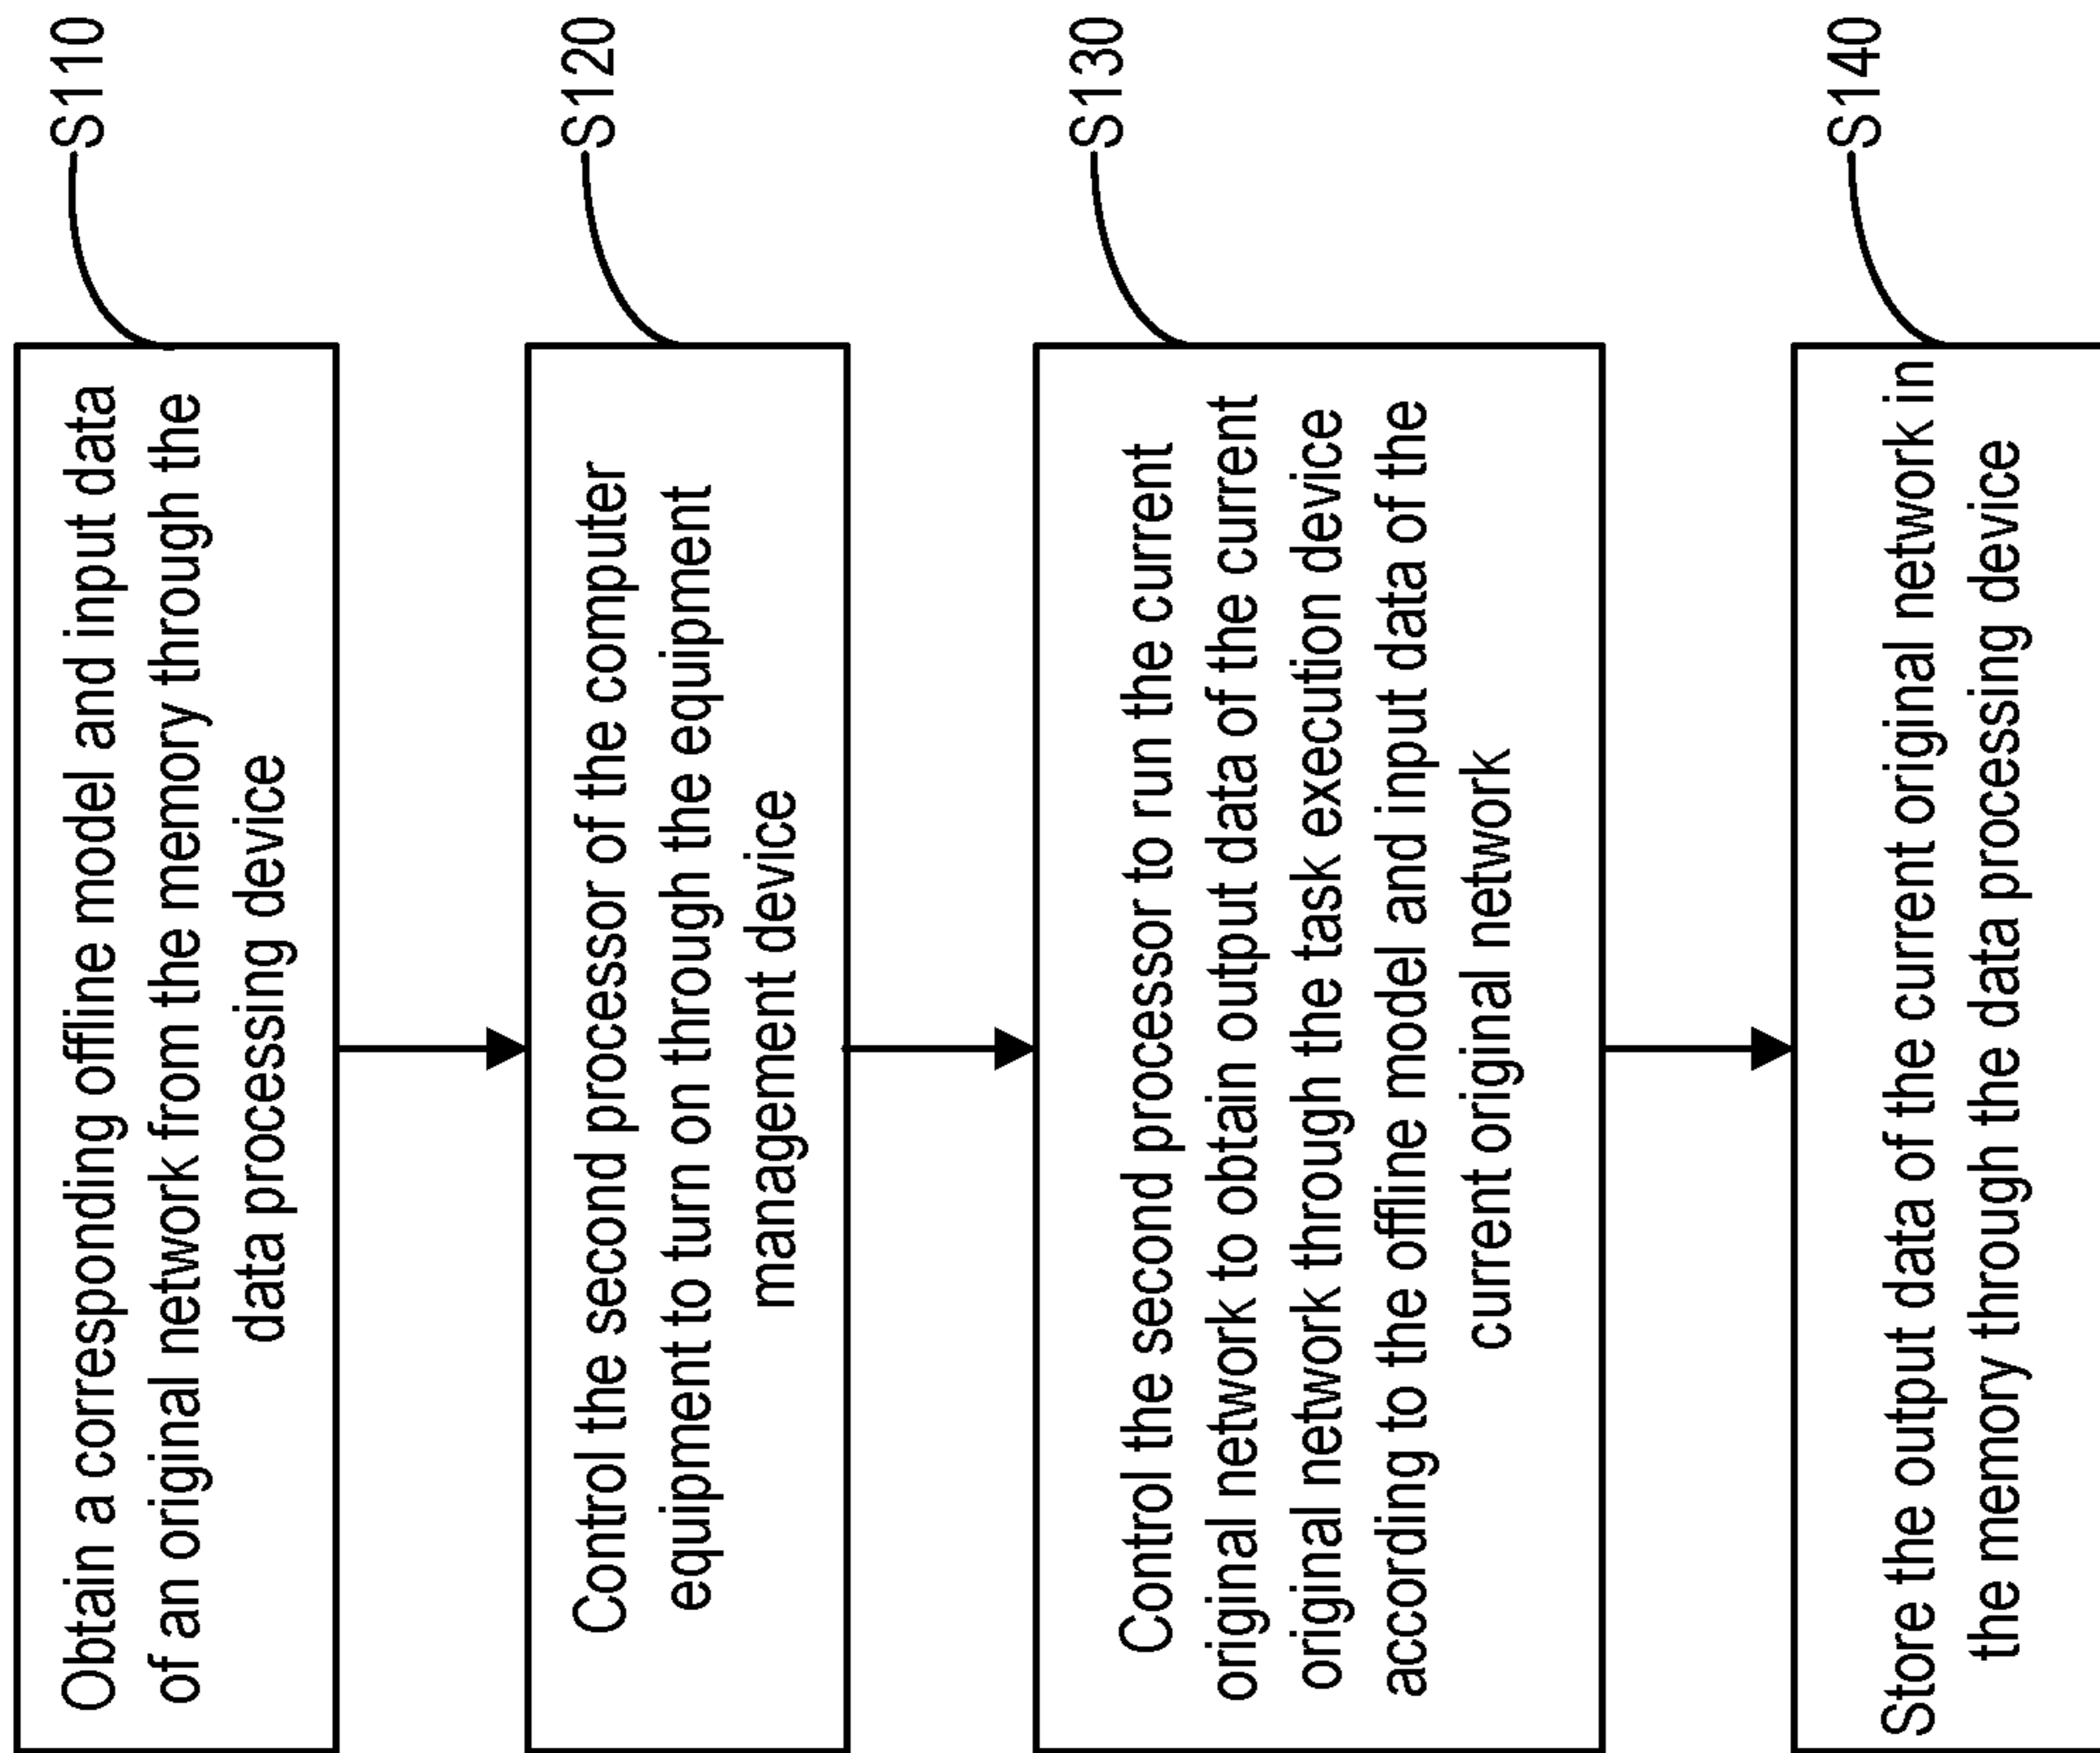 Obtain a corresponding offline model and input data
of an original network from the memory through the
data processing device
S110
Control the second processor of the computer
equipment to turn on through the equipment
management device
S120
Control the second processor to run the current
original network to obtain output data of the current
original network through the task execution device
according to the offline model and input data of the
current original network
S130
Store the output data of the current original network in
the memory through the data processing device
S140